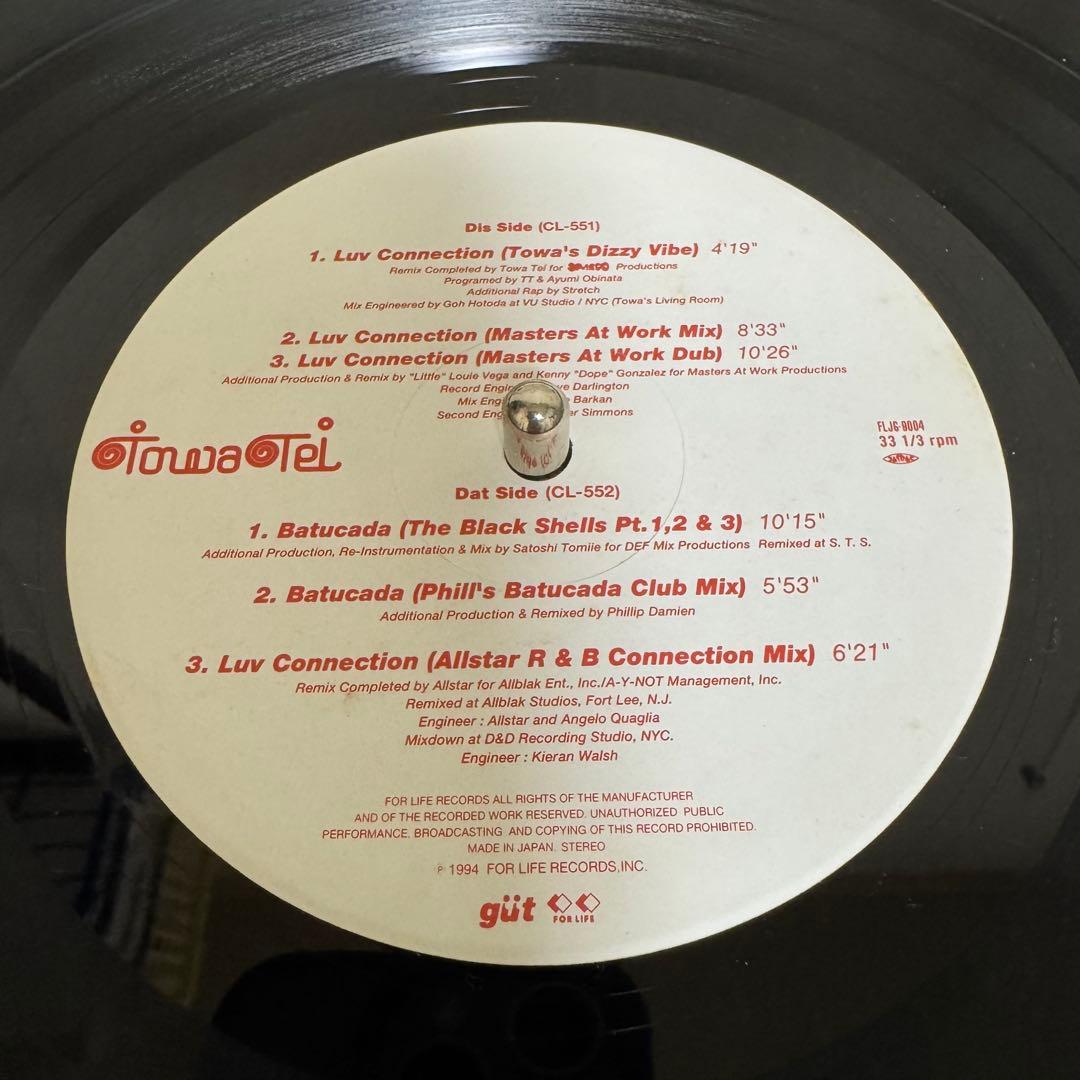 Dis Side (CL-551)
1. Luv Connection (Towa's Dizzy Vibe) 4'19"
Remix Completed by Towa Tei for Productions
Programed by TT & Ayumi Obinata
Additional Rap by Stretch
Mix Engineered by Goh Hotoda at VU Studio / NYC (Towa's Living Room)
2. Luv Connection (Masters At Work Mix) 8'33"
3. Luv Connection (Masters At Work Dub) 10'26"
Additional Production & Remix by "Little" Louie Vega and Kenny "Dope" Gonzalez for Masters At Work Productions
Record Darlington
Mix Barkan
Second Simmons
Towa Tei
FLJG-9004
33 1/3 rpm
Dat Side (CL-552)
1. Batucada (The Black Shells Pt.1,2 & 3) 10'15"
Additional Production, Re-Instrumentation & Mix by Satoshi Tomiie for DEF Mix Productions Remixed at S. T. S.
2. Batucada (Phill's Batucada Club Mix) 5'53"
Additional Production & Remixed by Phillip Damien
3. Luv Connection (Allstar R & B Connection Mix) 6'21"
Remix Completed by Allstar for Allblak Ent., Inc./A-Y-NOT Management, Inc.
Remixed at Allblak Studios, Fort Lee, N.J.
Engineer : Allstar and Angelo Quaglia
Mixdown at D&D Recording Studio, NYC.
Engineer : Kieran Walsh
FOR LIFE RECORDS ALL RIGHTS OF THE MANUFACTURER
AND OF THE RECORDED WORK RESERVED. UNAUTHORIZED PUBLIC
PERFORMANCE. BROADCASTING AND COPYING OF THIS RECORD PROHIBITED.
MADE IN JAPAN. STEREO
℗ 1994 FOR LIFE RECORDS,INC.
güt FOR LIFE